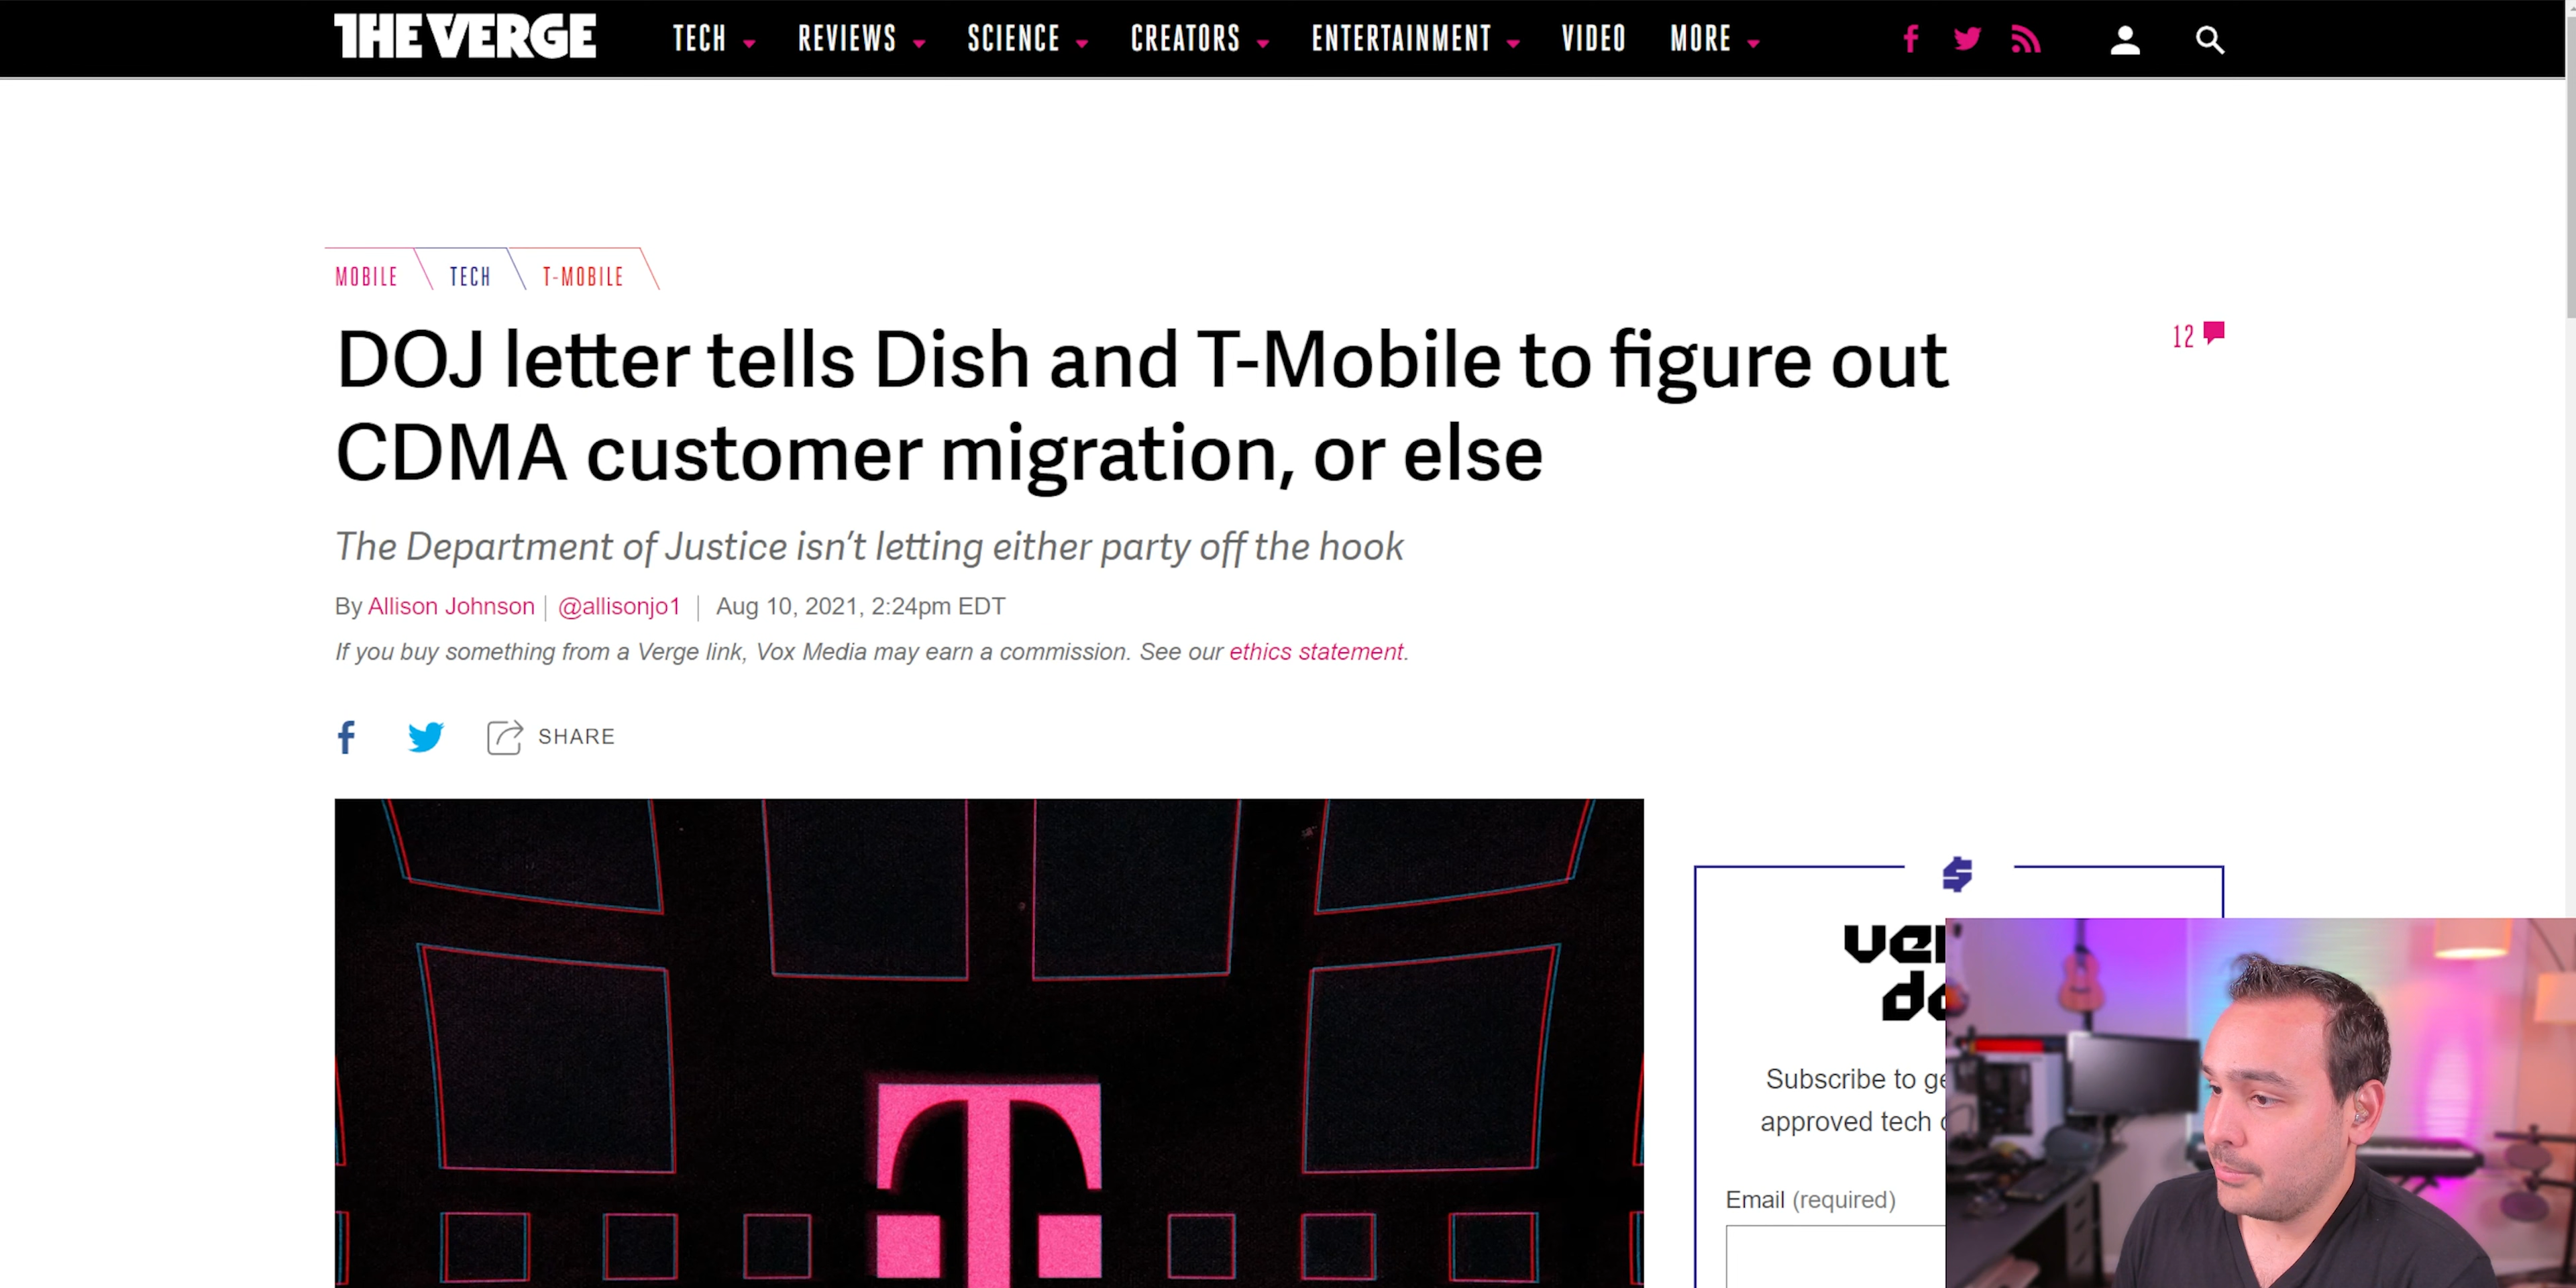 THE VERGE
TECH REVIEWS SCIENCE CREATORS ENTERTAINMENT VIDEO MORE
MOBILE TECH T-MOBILE
DOJ letter tells Dish and T-Mobile to figure out
CDMA customer migration, or else
12
The Department of Justice isn't letting either party off the hook
By Allison Johnson | @allisonjo1 | Aug 10, 2021, 2:24pm EDT
If you buy something from a Verge link, Vox Media may earn a commission. See our ethics statement.
SHARE
T
Subscribe to
approved tech
Email (required)